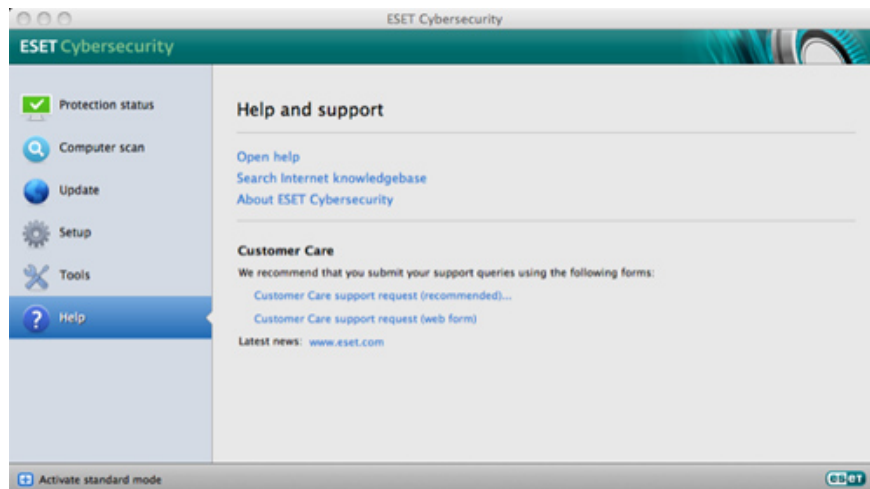 ESET Cybersecurity
ESET Cybersecurity
Protection status
Computer scan
Update
Setup
Tools
Help
Help and support
Open help
Search Internet knowledgebase
About ESET Cybersecurity
Customer Care
We recommend that you submit your support queries using the following forms:
Customer Care support request (recommended)...
Customer Care support request (web form)
Latest news: www.eset.com
Activate standard mode
eset